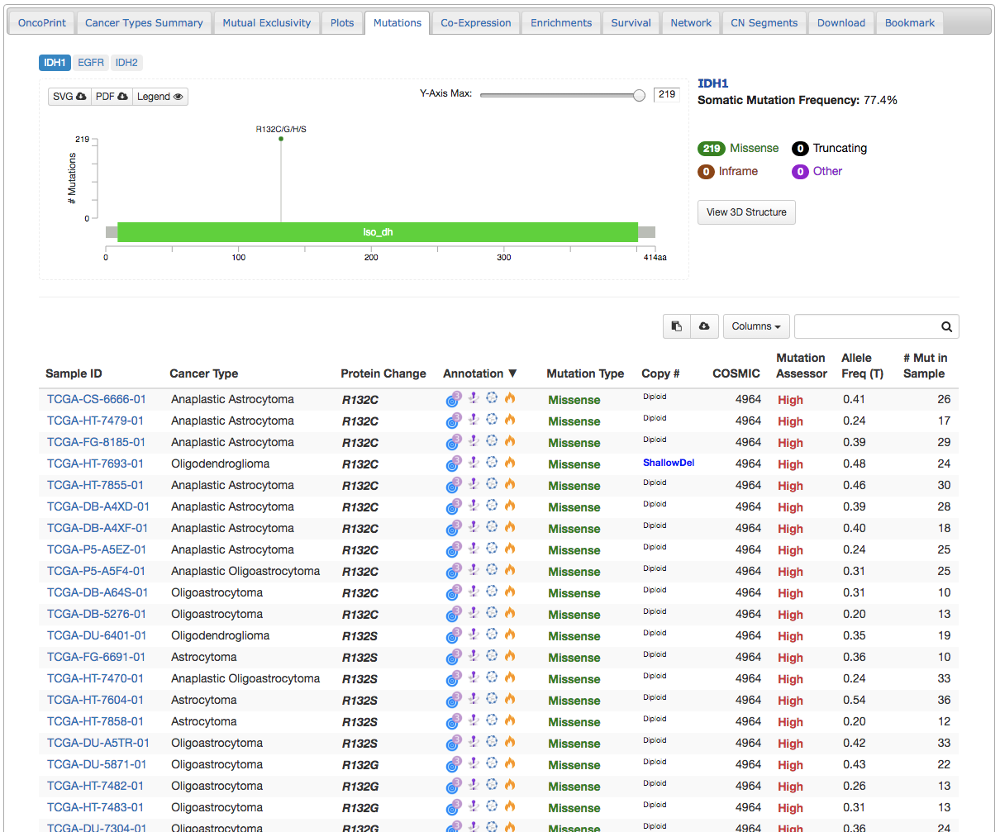 OncoPrint Cancer Types Summary Mutual Exclusivity Plots Mutations Co-Expression Enrichments Survival Network CN Segments Download Bookmark
IDH1 EGFR IDH2
SVG PDF Legend Y-Axis Max: 219
IDH1
Somatic Mutation Frequency: 77.4%
R132C/G/H/S
219
# Mutations
0
219 Missense 0 Truncating
0 Inframe 0 Other
View 3D Structure
Iso_dh
0 100 200 300 414aa
Columns
Sample ID Cancer Type Protein Change Annotation ▼ Mutation Type Copy # COSMIC Mutation Assessor Allele Freq (T) # Mut in Sample
TCGA-CS-6666-01 Anaplastic Astrocytoma R132C 3 Missense Diploid 4964 High 0.41 26
TCGA-HT-7479-01 Anaplastic Astrocytoma R132C 3 Missense Diploid 4964 High 0.24 17
TCGA-FG-8185-01 Anaplastic Astrocytoma R132C 3 Missense Diploid 4964 High 0.39 29
TCGA-HT-7693-01 Oligodendroglioma R132C 3 Missense ShallowDel 4964 High 0.48 24
TCGA-HT-7855-01 Anaplastic Astrocytoma R132C 3 Missense Diploid 4964 High 0.46 30
TCGA-DB-A4XD-01 Anaplastic Astrocytoma R132C 3 Missense Diploid 4964 High 0.39 28
TCGA-DB-A4XF-01 Anaplastic Astrocytoma R132C 3 Missense Diploid 4964 High 0.40 18
TCGA-P5-A5EZ-01 Anaplastic Astrocytoma R132C 3 Missense Diploid 4964 High 0.24 25
TCGA-P5-A5F4-01 Anaplastic Oligoastrocytoma R132C 3 Missense Diploid 4964 High 0.31 25
TCGA-DB-A64S-01 Oligoastrocytoma R132C 3 Missense Diploid 4964 High 0.31 10
TCGA-DB-5276-01 Oligoastrocytoma R132C 3 Missense Diploid 4964 High 0.20 13
TCGA-DU-6401-01 Oligodendroglioma R132S 3 Missense Diploid 4964 High 0.35 19
TCGA-FG-6691-01 Astrocytoma R132S 3 Missense Diploid 4964 High 0.36 10
TCGA-HT-7470-01 Anaplastic Oligoastrocytoma R132S 3 Missense Diploid 4964 High 0.24 33
TCGA-HT-7604-01 Astrocytoma R132S 3 Missense Diploid 4964 High 0.54 36
TCGA-HT-7858-01 Astrocytoma R132S 3 Missense Diploid 4964 High 0.20 12
TCGA-DU-A5TR-01 Oligoastrocytoma R132S 3 Missense Diploid 4964 High 0.42 33
TCGA-DU-5871-01 Oligoastrocytoma R132G 3 Missense Diploid 4964 High 0.43 22
TCGA-HT-7482-01 Oligoastrocytoma R132G 3 Missense Diploid 4964 High 0.26 13
TCGA-HT-7483-01 Oligoastrocytoma R132G 3 Missense Diploid 4964 High 0.31 13
TCGA-DU-7304-01 Oligoastrocytoma R132G 3 Missense Diploid 4964 High 0.36 24